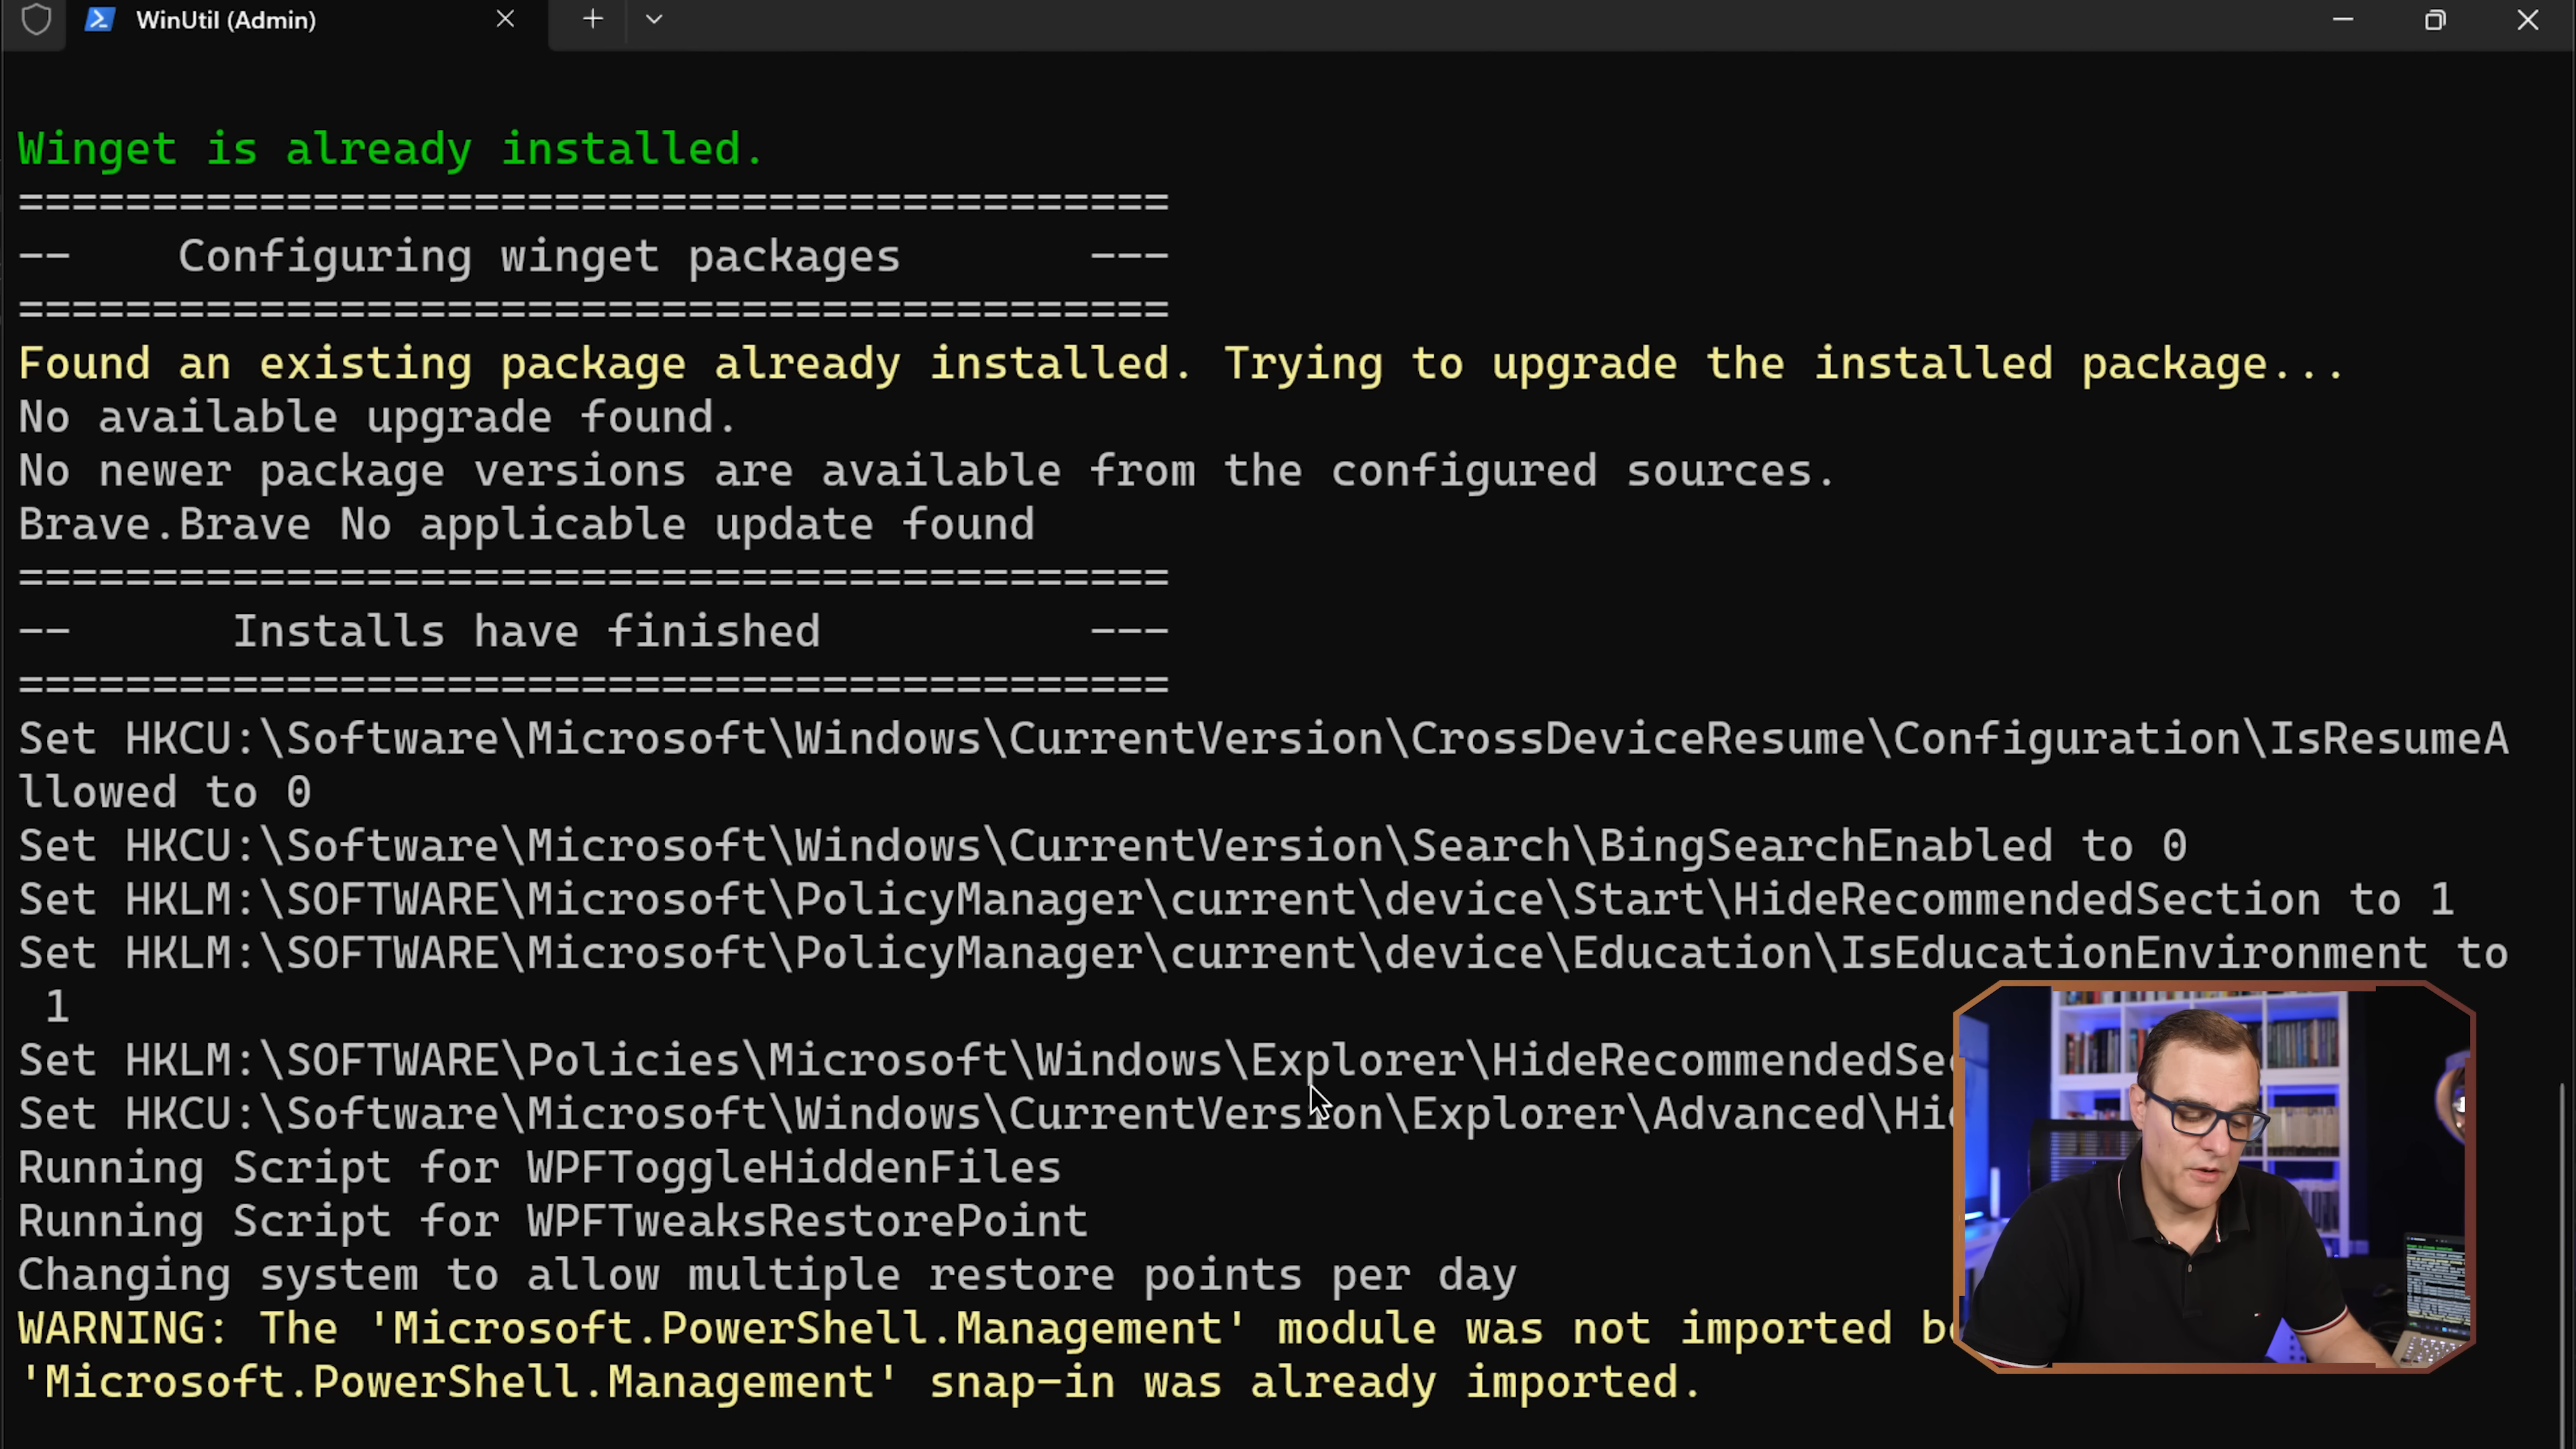 WinUtil (Admin)
Winget is already installed.
===========================================
--    Configuring winget packages       ---
===========================================
Found an existing package already installed. Trying to upgrade the installed package...
No available upgrade found.
No newer package versions are available from the configured sources.
Brave.Brave No applicable update found
===========================================
--      Installs have finished          ---
===========================================
Set HKCU:\Software\Microsoft\Windows\CurrentVersion\CrossDeviceResume\Configuration\IsResumeA
llowed to 0
Set HKCU:\Software\Microsoft\Windows\CurrentVersion\Search\BingSearchEnabled to 0
Set HKLM:\SOFTWARE\Microsoft\PolicyManager\current\device\Start\HideRecommendedSection to 1
Set HKLM:\SOFTWARE\Microsoft\PolicyManager\current\device\Education\IsEducationEnvironment to
1
Set HKLM:\SOFTWARE\Policies\Microsoft\Windows\Explorer\HideRecommendedSe
Set HKCU:\Software\Microsoft\Windows\CurrentVersion\Explorer\Advanced\Hi
Running Script for WPFToggleHiddenFiles
Running Script for WPFTweaksRestorePoint
Changing system to allow multiple restore points per day
WARNING: The 'Microsoft.PowerShell.Management' module was not imported b
'Microsoft.PowerShell.Management' snap-in was already imported.